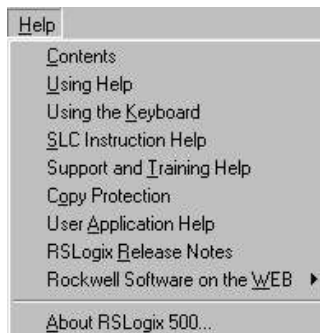 Help
Contents
Using Help
Using the Keyboard
SLC Instruction Help
Support and Training Help
Copy Protection
User Application Help
RSLogix Release Notes
Rockwell Software on the WEB
About RSLogix 500...